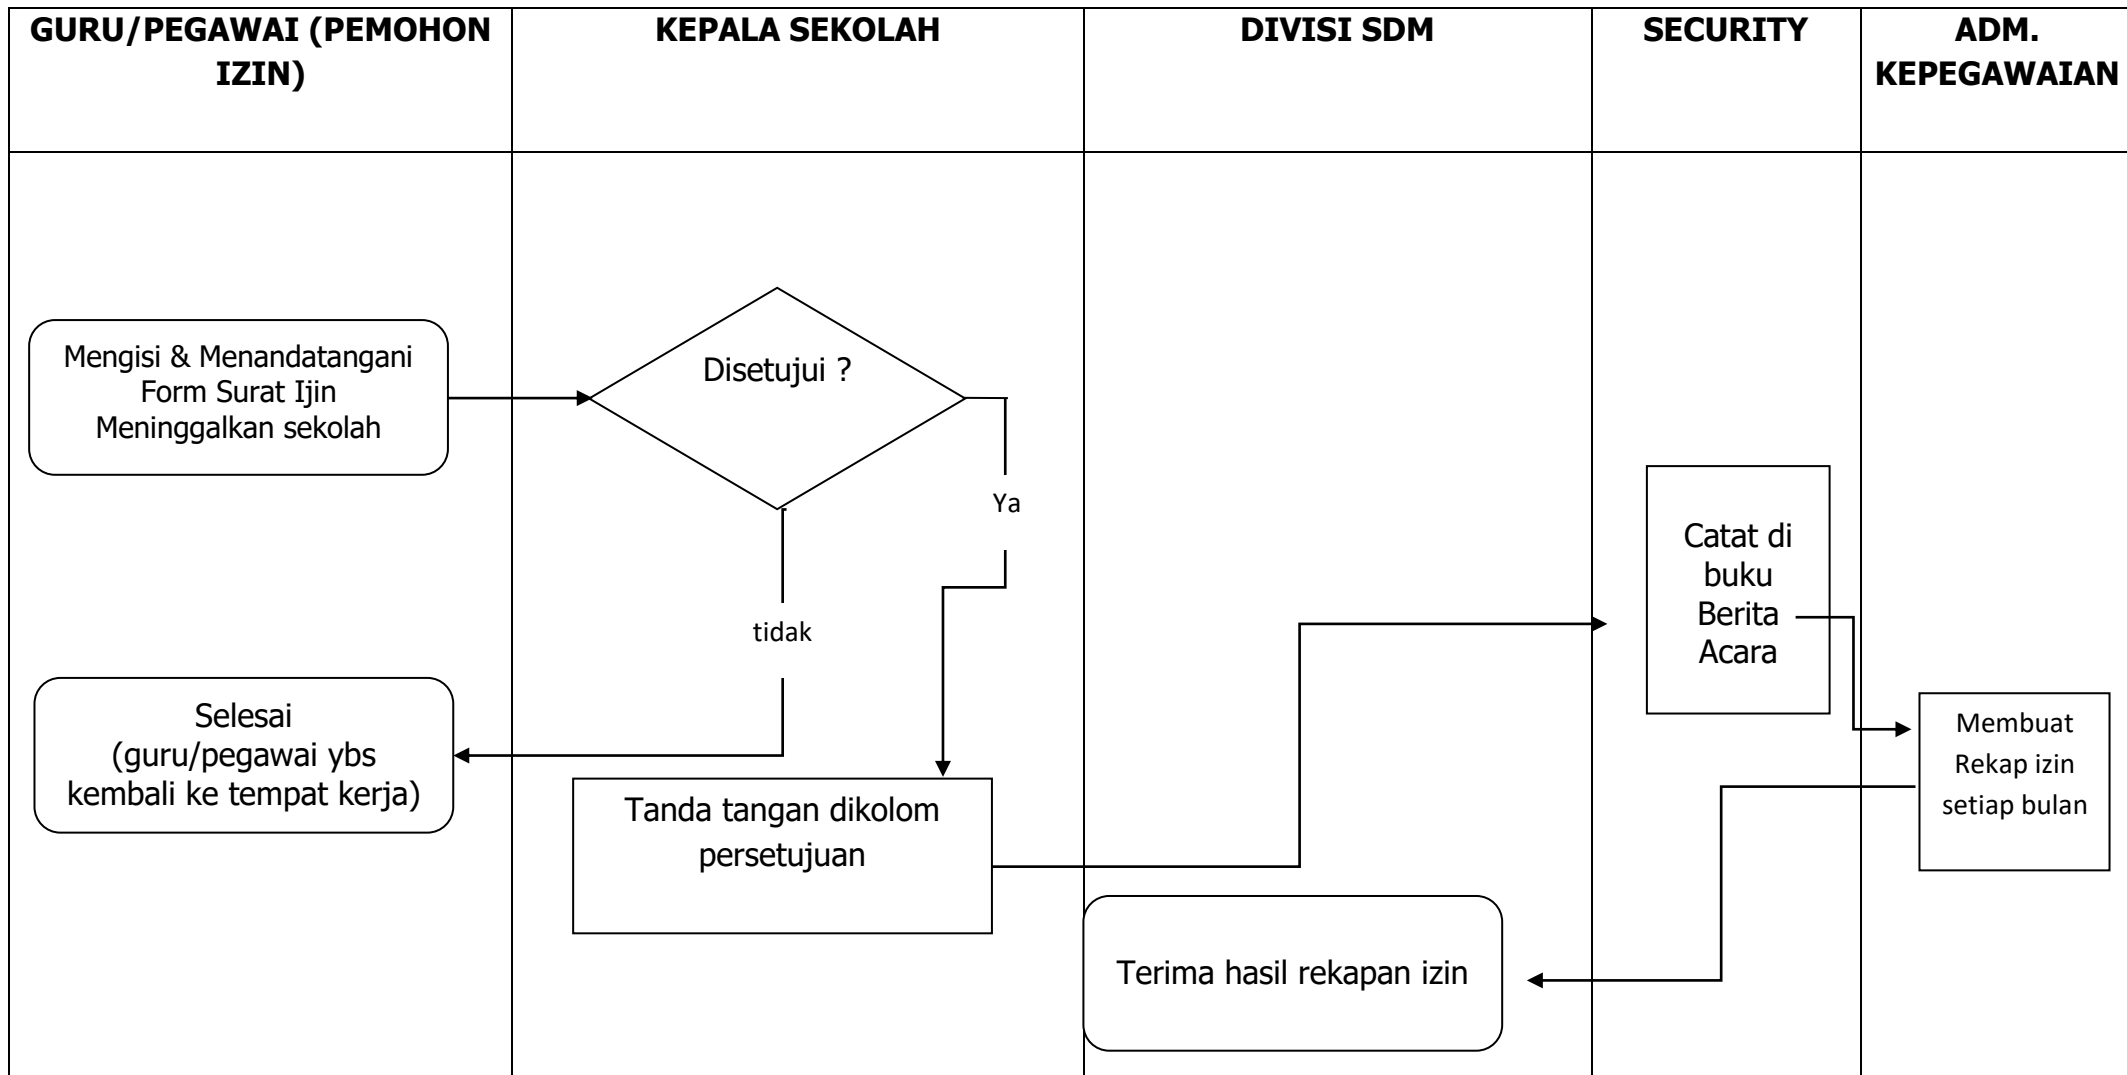 GURU/PEGAWAI (PEMOHON
IZIN)
KEPALA SEKOLAH
DIVISI SDM
SECURITY
ADM.
KEPEGAWAIAN
Mengisi & Menandatangani
Form Surat Ijin
Meninggalkan sekolah
Disetujui ?
Ya
tidak
Catat di
buku
Berita
Acara
Selesai
(guru/pegawai ybs
kembali ke tempat kerja)
Tanda tangan dikolom
persetujuan
Membuat
Rekap izin
setiap bulan
Terima hasil rekapan izin